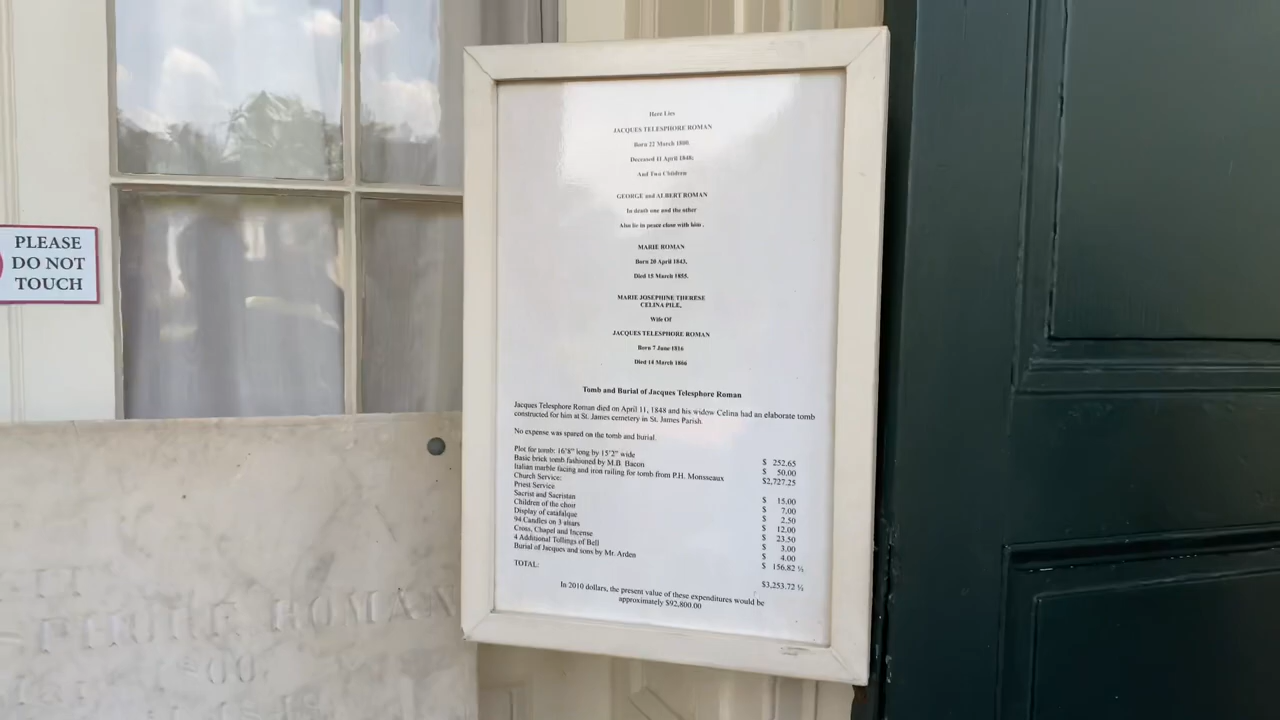 PLEASE
DO NOT
TOUCH
Here Lies
JACQUES TELESPHORE ROMAN
Born 22 March 1800
Deceased 11 April 1848;
And Two Children
GEORGE and ALBERT ROMAN
In death one and the other
Also lie in peace close with him .
MARIE ROMAN
Born 20 April 1843,
Died 15 March 1855.
MARIE JOSEPHINE THERESE
CELINA PILE,
Wife Of
JACQUES TELESPHORE ROMAN
Born 7 June 1816
Died 14 March 1866
Tomb and Burial of Jacques Telesphore Roman
Jacques Telesphore Roman died on April 11, 1848 and his widow Celina had an elaborate tomb
constructed for him at St. James cemetery in St. James Parish.
No expense was spared on the tomb and burial.
Plot for tomb: 16'8" long by 15'2" wide $ 252.65
Basic brick tomb fashioned by M.B. Bacon $ 50.00
Italian marble facing and iron railing for tomb from P.H. Monsseaux $2,727.25
Church Service:
Priest Service $ 15.00
Sacrist and Sacristan $ 7.00
Children of the choir $ 2.50
Display of catafalque $ 12.00
94 Candles on 3 altars $ 23.50
Cross, Chapel and Incense $ 3.00
4 Additional Tollings of Bell $ 4.00
Burial of Jacques and sons by Mr. Arden $ 156.82 ½
TOTAL: $3,253.72 ½
In 2010 dollars, the present value of these expenditures would be
approximately $92,800.00
ROMAN